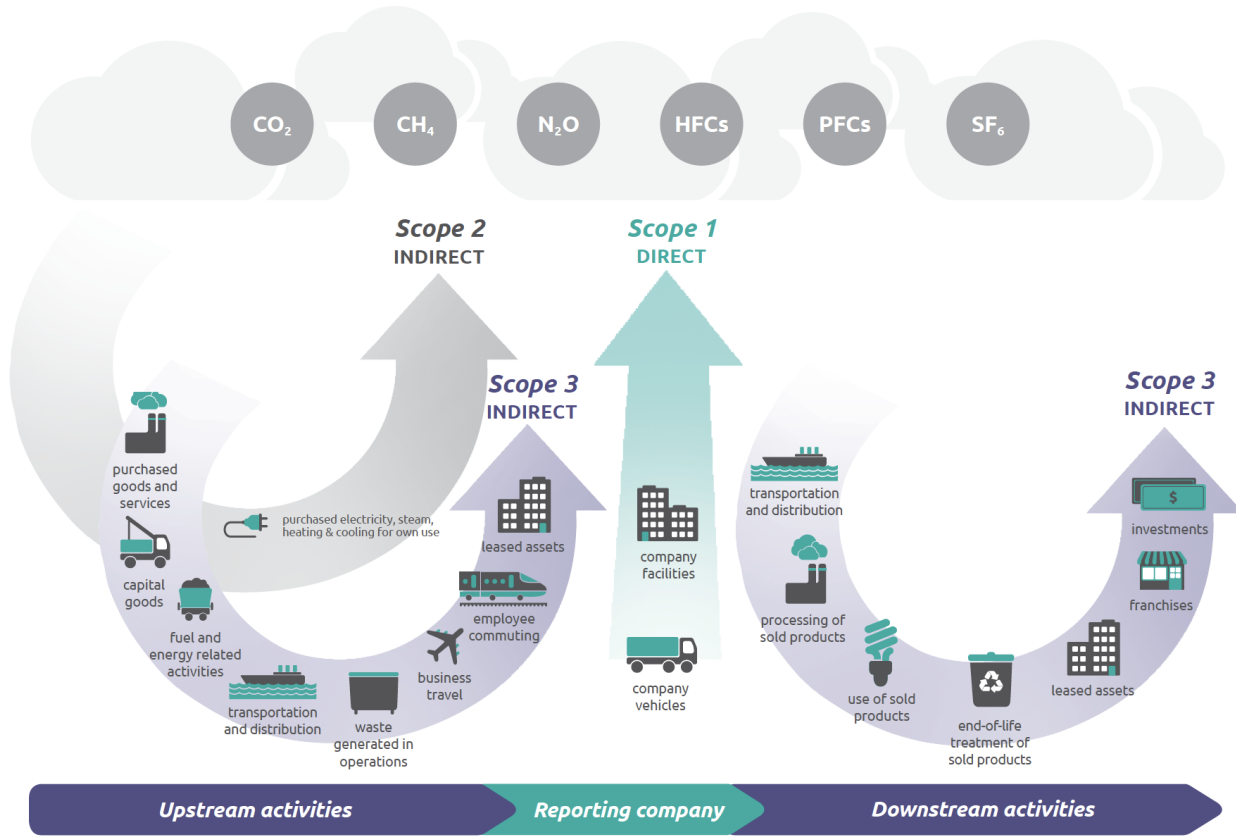 CO₂
CH₄
N₂O
HFCs
PFCs
SF₆
Scope 2
INDIRECT
Scope 1
DIRECT
Scope 3
INDIRECT
Scope 3
INDIRECT
purchased
goods and
services
capital
goods
fuel and
energy related
activities
transportation
and distribution
waste
generated in
operations
business
travel
employee
commuting
leased assets
purchased electricity, steam,
heating & cooling for own use
company
facilities
company
vehicles
transportation
and distribution
processing of
sold products
use of sold
products
end-of-life
treatment of
sold products
leased assets
franchises
$
investments
Upstream activities
Reporting company
Downstream activities